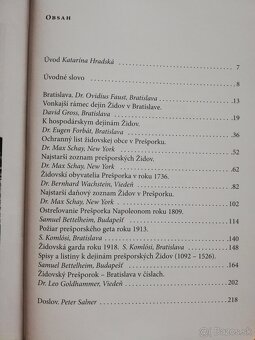 OBSAH
Úvod Katarína Hradská 7
Úvodné slovo 8
Bratislava. Dr. Ovidius Faust, Bratislava 13
Vonkajší rámec dejín Židov v Bratislave.
David Gross, Bratislava 19
K hospodárskym dejinám Židov.
Dr. Eugen Forbát, Bratislava 36
Ochranný list židovskej obce v Prešporku.
Dr. Max Schay, New York 52
Najstarší zoznam prešporských Židov.
Dr. Max Schay, New York 62
Židovskí obyvatelia Prešporka v roku 1736.
Dr. Bernhard Wachstein, Viedeň 82
Najstarší daňový zoznam Židov v Prešporku.
Dr. Max Schay, New York
Ostreľovanie Prešporka Napoleonom roku 1809.
Samuel Bettelheim, Budapešť 114
Požiar prešporského geta roku 1913.
S. Komlósi, Bratislava 140
Židovská garda roku 1918. S. Komlósi, Bratislava 148
Spisy a listiny k dejinám prešporských Židov (1092 – 1526).
Samuel Bettelheim, Budapešť 164
Židovský Prešporok – Bratislava v číslach.
Dr. Leo Goldhammer, Viedeň 202
Doslov. Peter Salner 218